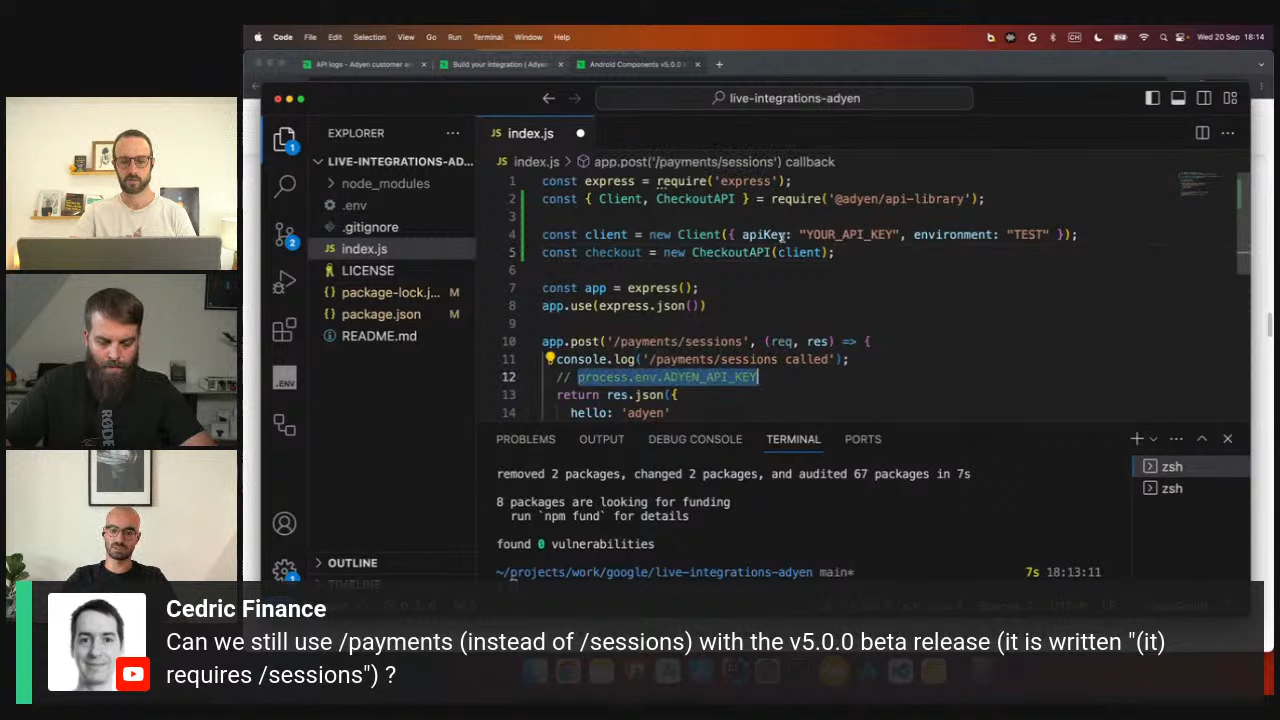 Code File Edit Selection View Go Run Terminal Window Help
CH Wed 20 Sep 18:14
API logs - Adyen customer a
Build your integration | Adyen
Android Components v5.0.0
live-integrations-adyen
EXPLORER
LIVE-INTEGRATIONS-AD...
node_modules
.env
.gitignore
index.js
LICENSE
package-lock.j... M
package.json M
README.md
OUTLINE
TIMELINE
1
2
.ENV
1
JS index.js
JS index.js > app.post('/payments/sessions') callback
1 const express = require('express');
2 const { Client, CheckoutAPI } = require('@adyen/api-library');
3
4 const client = new Client({ apiKey: "YOUR_API_KEY", environment: "TEST" });
5 const checkout = new CheckoutAPI(client);
6
7 const app = express();
8 app.use(express.json())
9
10 app.post('/payments/sessions', (req, res) => {
11 console.log('/payments/sessions called');
12 // process.env.ADYEN_API_KEY
13 return res.json({
14 hello: 'adyen'
PROBLEMS OUTPUT DEBUG CONSOLE TERMINAL PORTS
removed 2 packages, changed 2 packages, and audited 67 packages in 7s
8 packages are looking for funding
run `npm fund` for details
found 0 vulnerabilities
~/projects/work/google/live-integrations-adyen main* 7s 18:13:11
zsh
zsh
RØDE
Cedric Finance
Can we still use /payments (instead of /sessions) with the v5.0.0 beta release (it is written "(it)
requires /sessions") ?